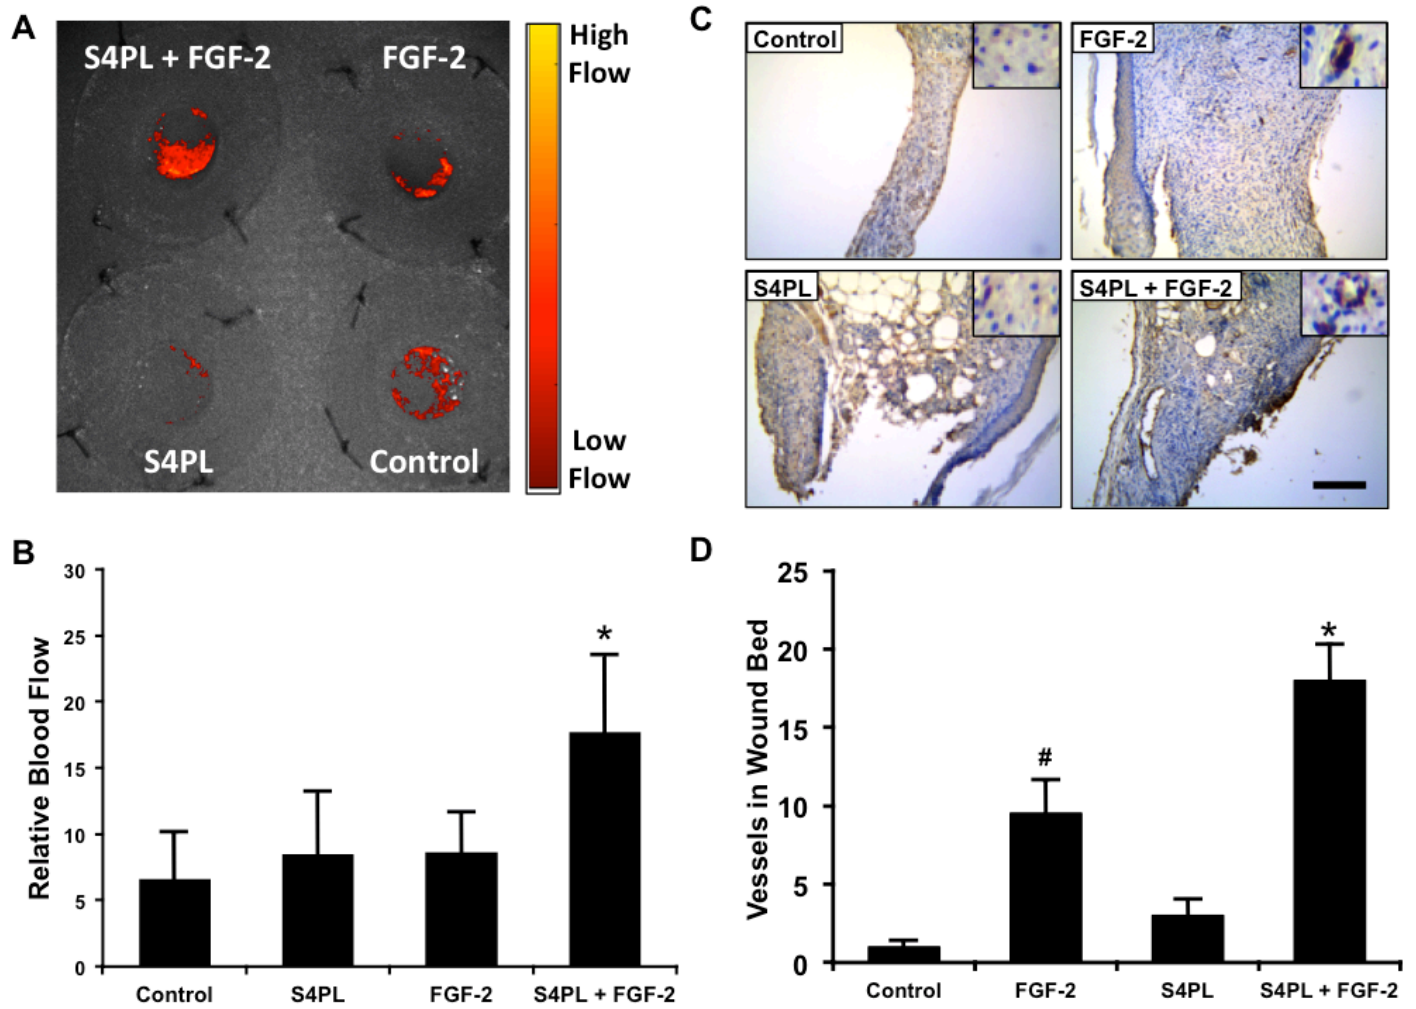 A
S4PL + FGF-2
FGF-2
S4PL
Control
High
Flow
Low
Flow
C
Control
FGF-2
S4PL
S4PL + FGF-2
B
30
25
20
15
10
5
0
Relative Blood Flow
*
Control
S4PL
FGF-2
S4PL + FGF-2
D
25
20
15
10
5
0
Vessels in Wound Bed
#
*
Control
FGF-2
S4PL
S4PL + FGF-2